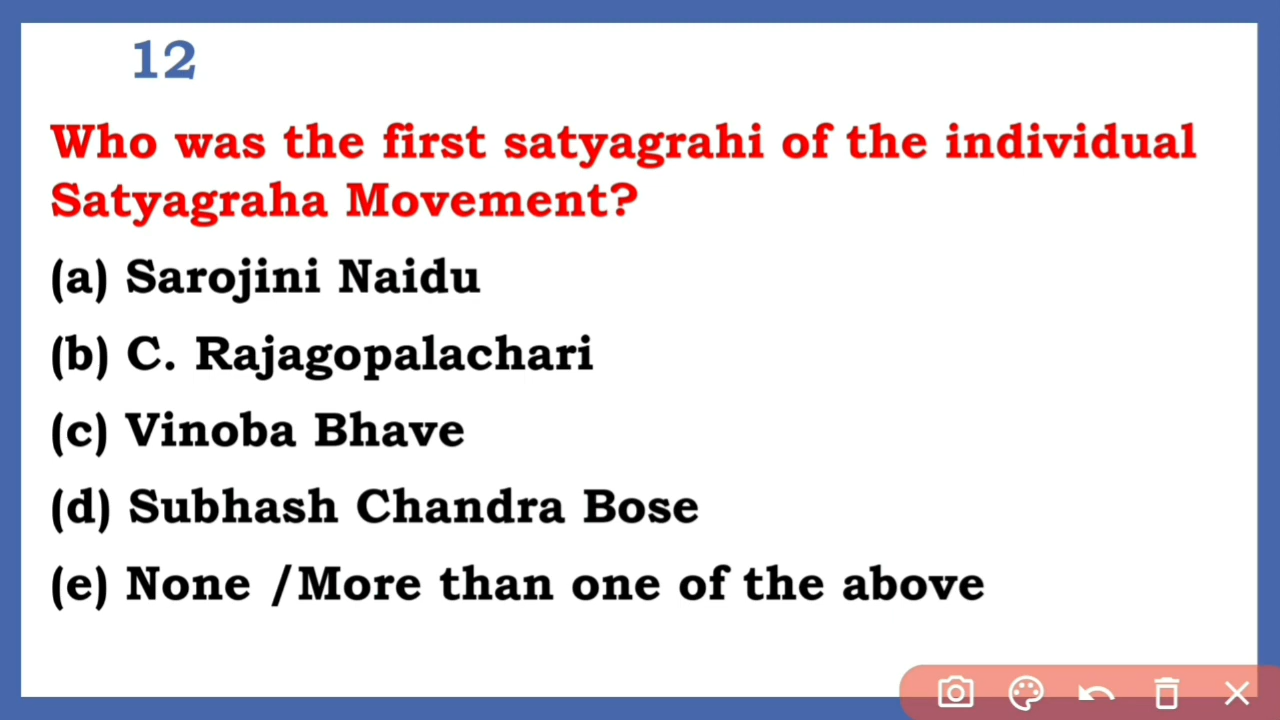 12
Who was the first satyagrahi of the individual
Satyagraha Movement?
(a) Sarojini Naidu
(b) C. Rajagopalachari
(c) Vinoba Bhave
(d) Subhash Chandra Bose
(e) None /More than one of the above